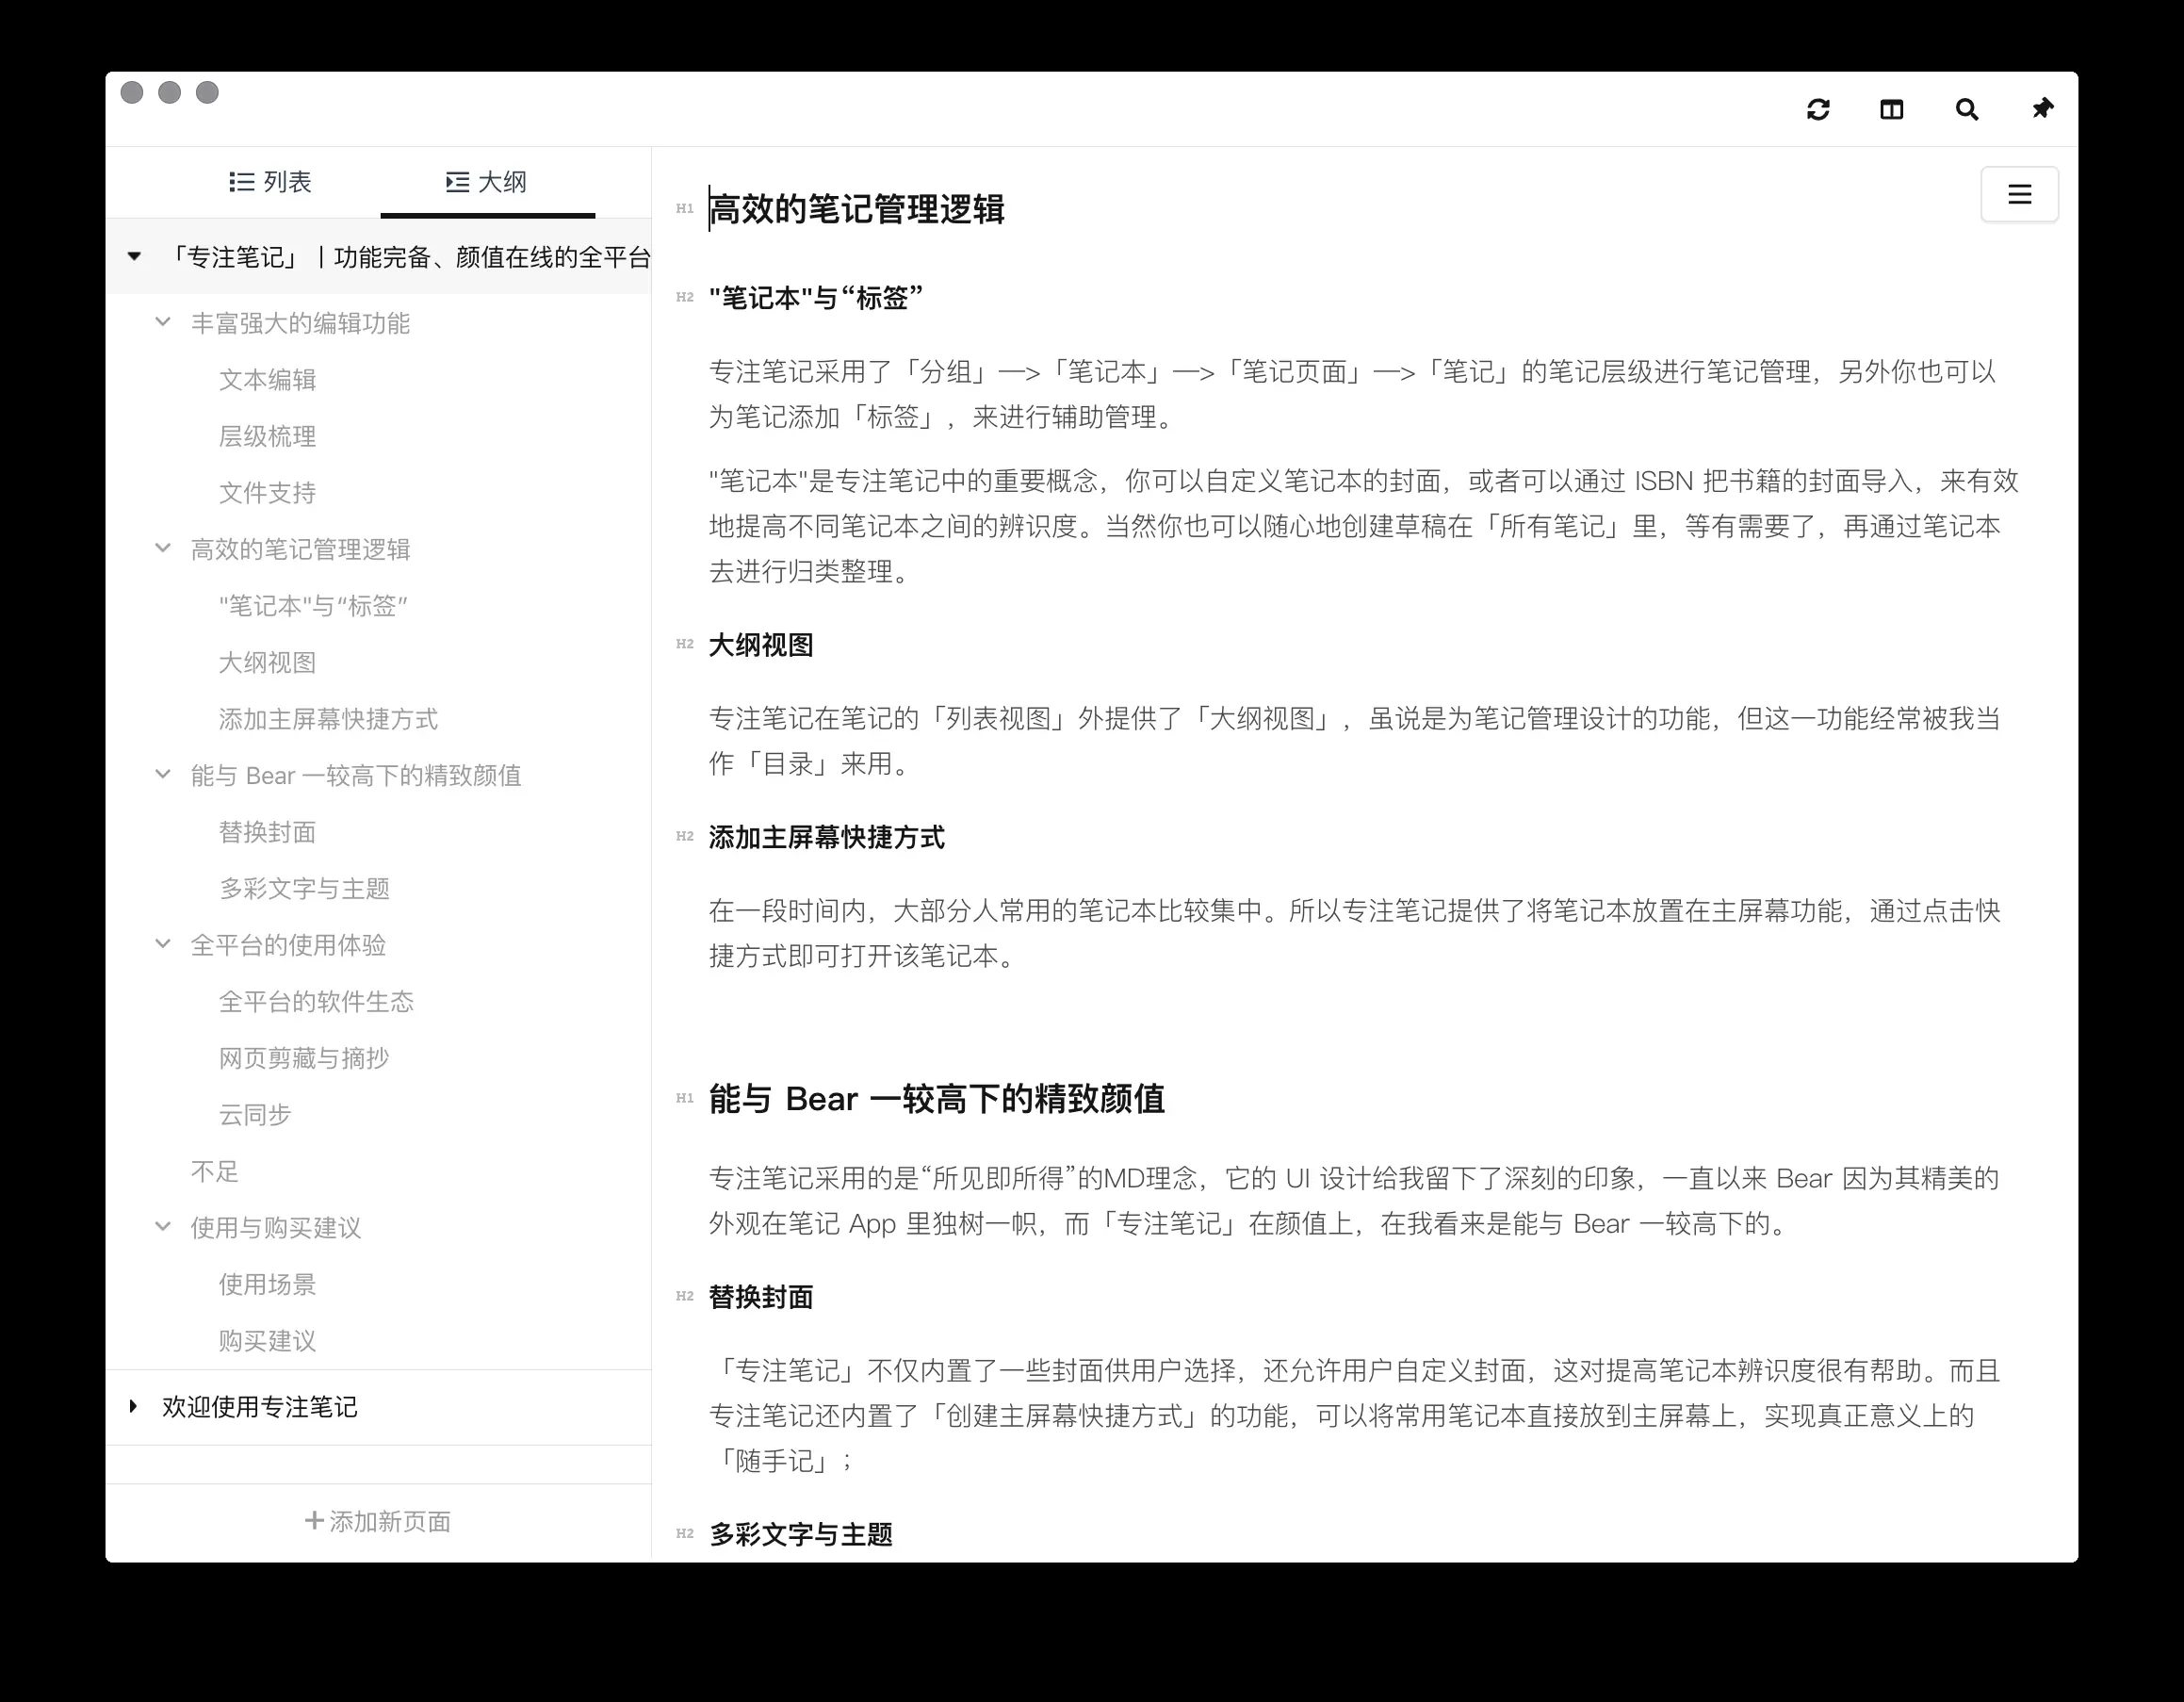 列表
大纲
「专注笔记」｜功能完备、颜值在线的全平台
丰富强大的编辑功能
文本编辑
层级梳理
文件支持
高效的笔记管理逻辑
"笔记本"与“标签”
大纲视图
添加主屏幕快捷方式
能与 Bear 一较高下的精致颜值
替换封面
多彩文字与主题
全平台的使用体验
全平台的软件生态
网页剪藏与摘抄
云同步
不足
使用与购买建议
使用场景
购买建议
欢迎使用专注笔记
+添加新页面
H1 高效的笔记管理逻辑
H2 "笔记本"与“标签”
专注笔记采用了「分组」—>「笔记本」—>「笔记页面」—>「笔记」的笔记层级进行笔记管理，另外你也可以
为笔记添加「标签」，来进行辅助管理。
"笔记本"是专注笔记中的重要概念，你可以自定义笔记本的封面，或者可以通过 ISBN 把书籍的封面导入，来有效
地提高不同笔记本之间的辨识度。当然你也可以随心地创建草稿在「所有笔记」里，等有需要了，再通过笔记本
去进行归类整理。
H2 大纲视图
专注笔记在笔记的「列表视图」外提供了「大纲视图」，虽说是为笔记管理设计的功能，但这一功能经常被我当
作「目录」来用。
H2 添加主屏幕快捷方式
在一段时间内，大部分人常用的笔记本比较集中。所以专注笔记提供了将笔记本放置在主屏幕功能，通过点击快
捷方式即可打开该笔记本。
H1 能与 Bear 一较高下的精致颜值
专注笔记采用的是“所见即所得”的MD理念，它的 UI 设计给我留下了深刻的印象，一直以来 Bear 因为其精美的
外观在笔记 App 里独树一帜，而「专注笔记」在颜值上，在我看来是能与 Bear 一较高下的。
H2 替换封面
「专注笔记」不仅内置了一些封面供用户选择，还允许用户自定义封面，这对提高笔记本辨识度很有帮助。而且
专注笔记还内置了「创建主屏幕快捷方式」的功能，可以将常用笔记本直接放到主屏幕上，实现真正意义上的
「随手记」；
H2 多彩文字与主题